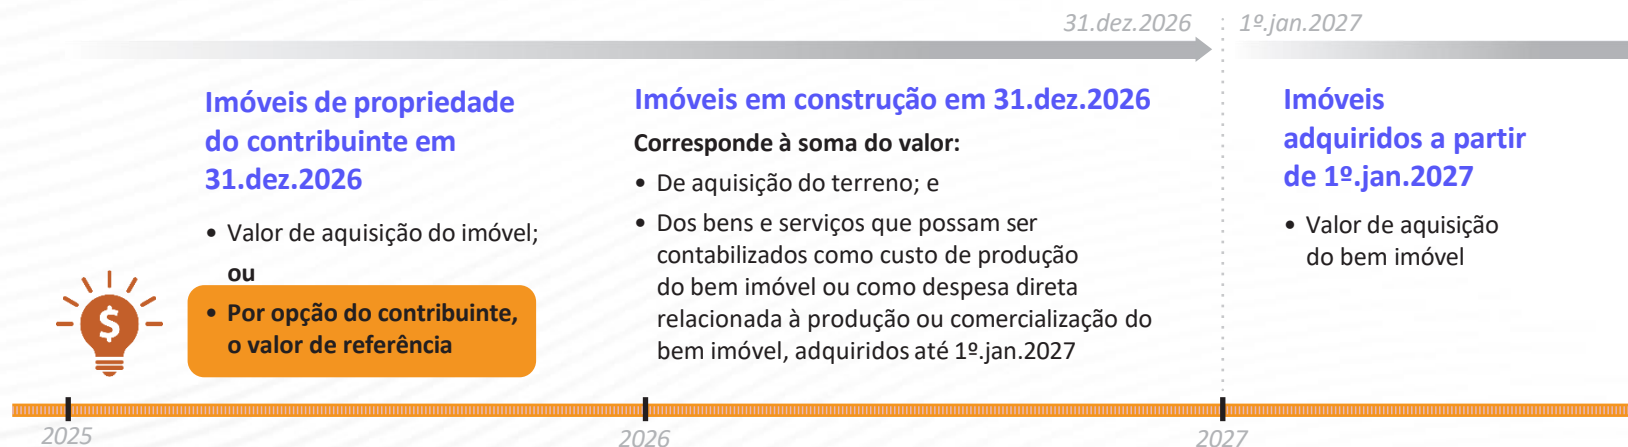 31.dez.2026
1º.jan.2027
Imóveis de propriedade
do contribuinte em
31.dez.2026
• Valor de aquisição do imóvel;
ou
• Por opção do contribuinte,
o valor de referência
$
Imóveis em construção em 31.dez.2026
Corresponde à soma do valor:
• De aquisição do terreno; e
• Dos bens e serviços que possam ser
contabilizados como custo de produção
do bem imóvel ou como despesa direta
relacionada à produção ou comercialização do
bem imóvel, adquiridos até 1º.jan.2027
Imóveis
adquiridos a partir
de 1º.jan.2027
• Valor de aquisição
do bem imóvel
2025
2026
2027